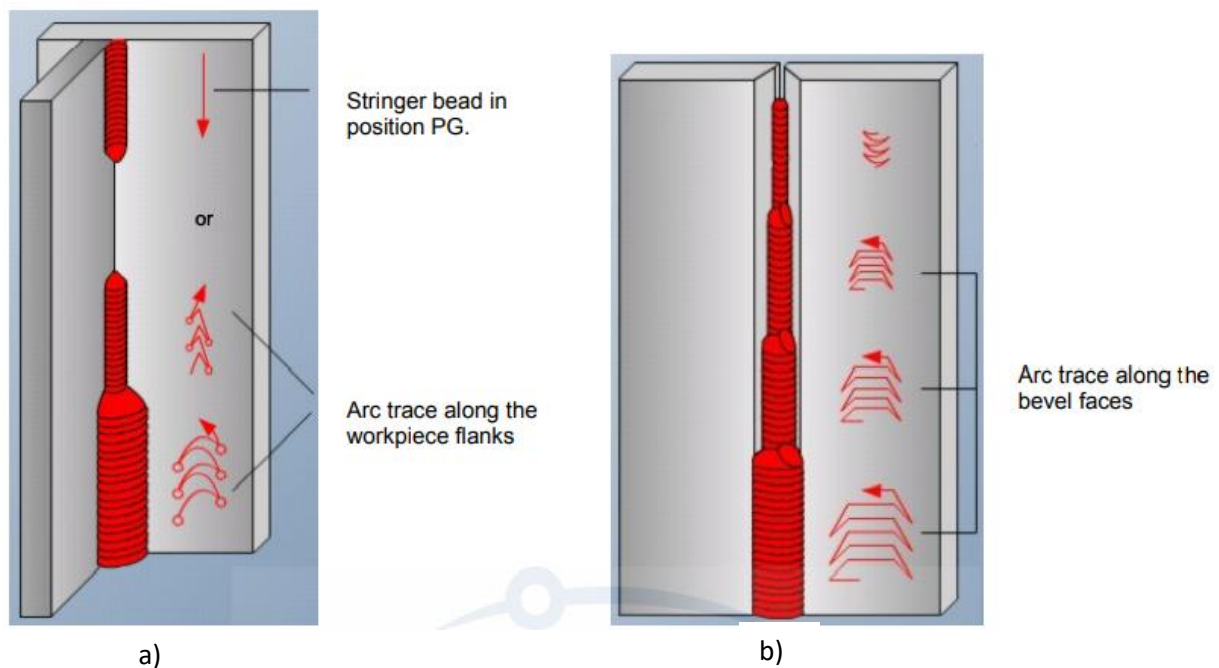 Stringer bead in
position PG.
or
Arc trace along the
workpiece flanks
Arc trace along the
bevel faces
a)
b)